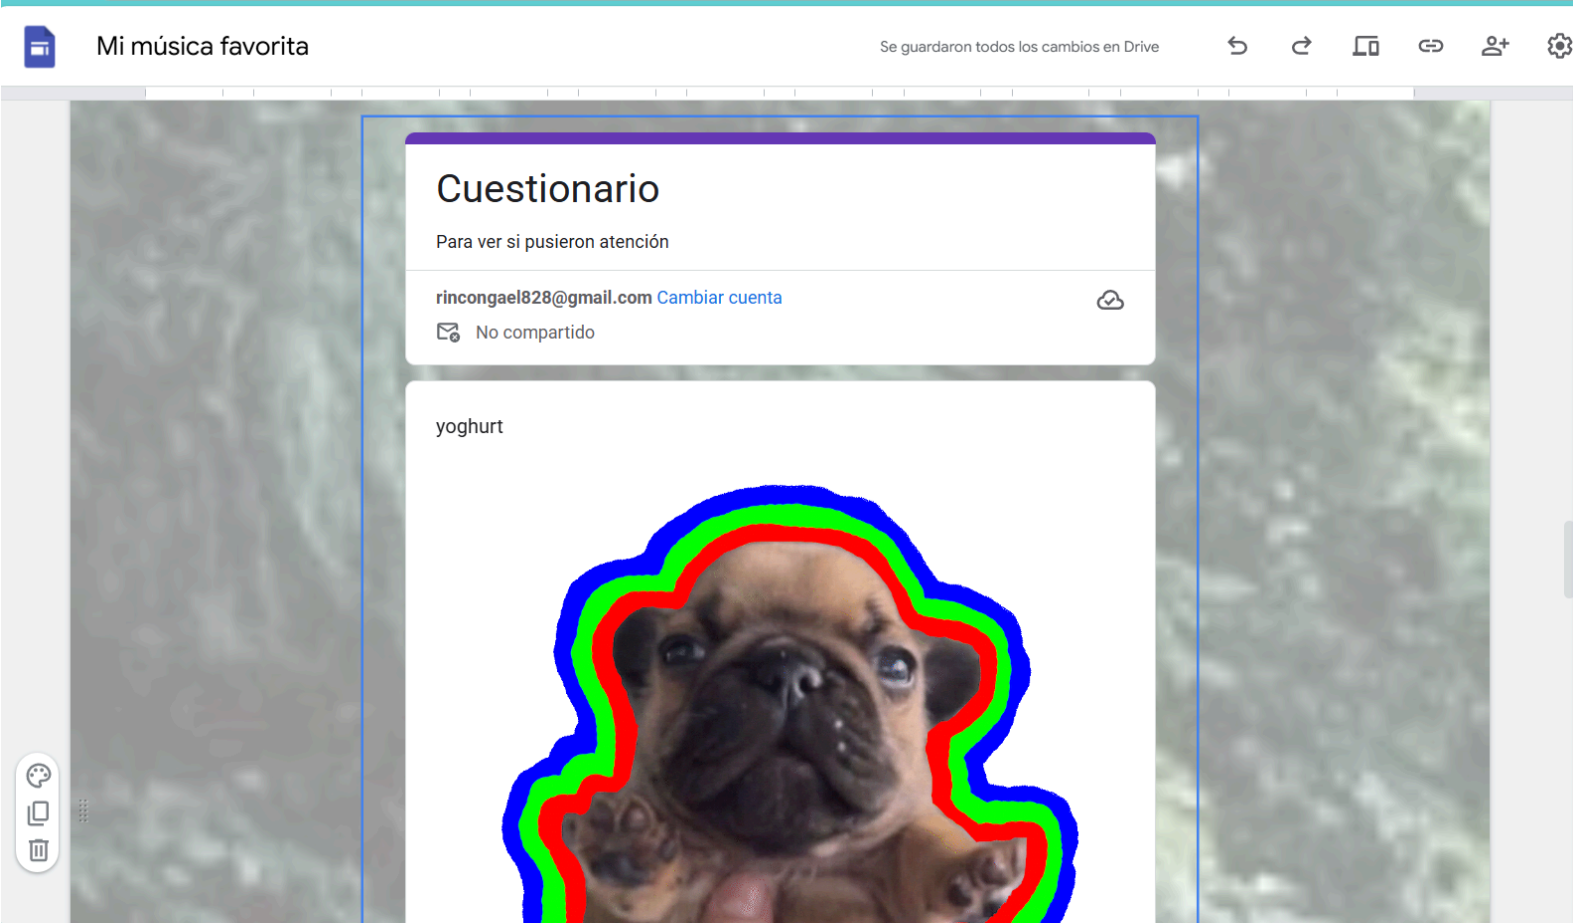 Mi música favorita
Se guardaron todos los cambios en Drive
Cuestionario
Para ver si pusieron atención
rincongael828@gmail.com Cambiar cuenta
No compartido
yoghurt